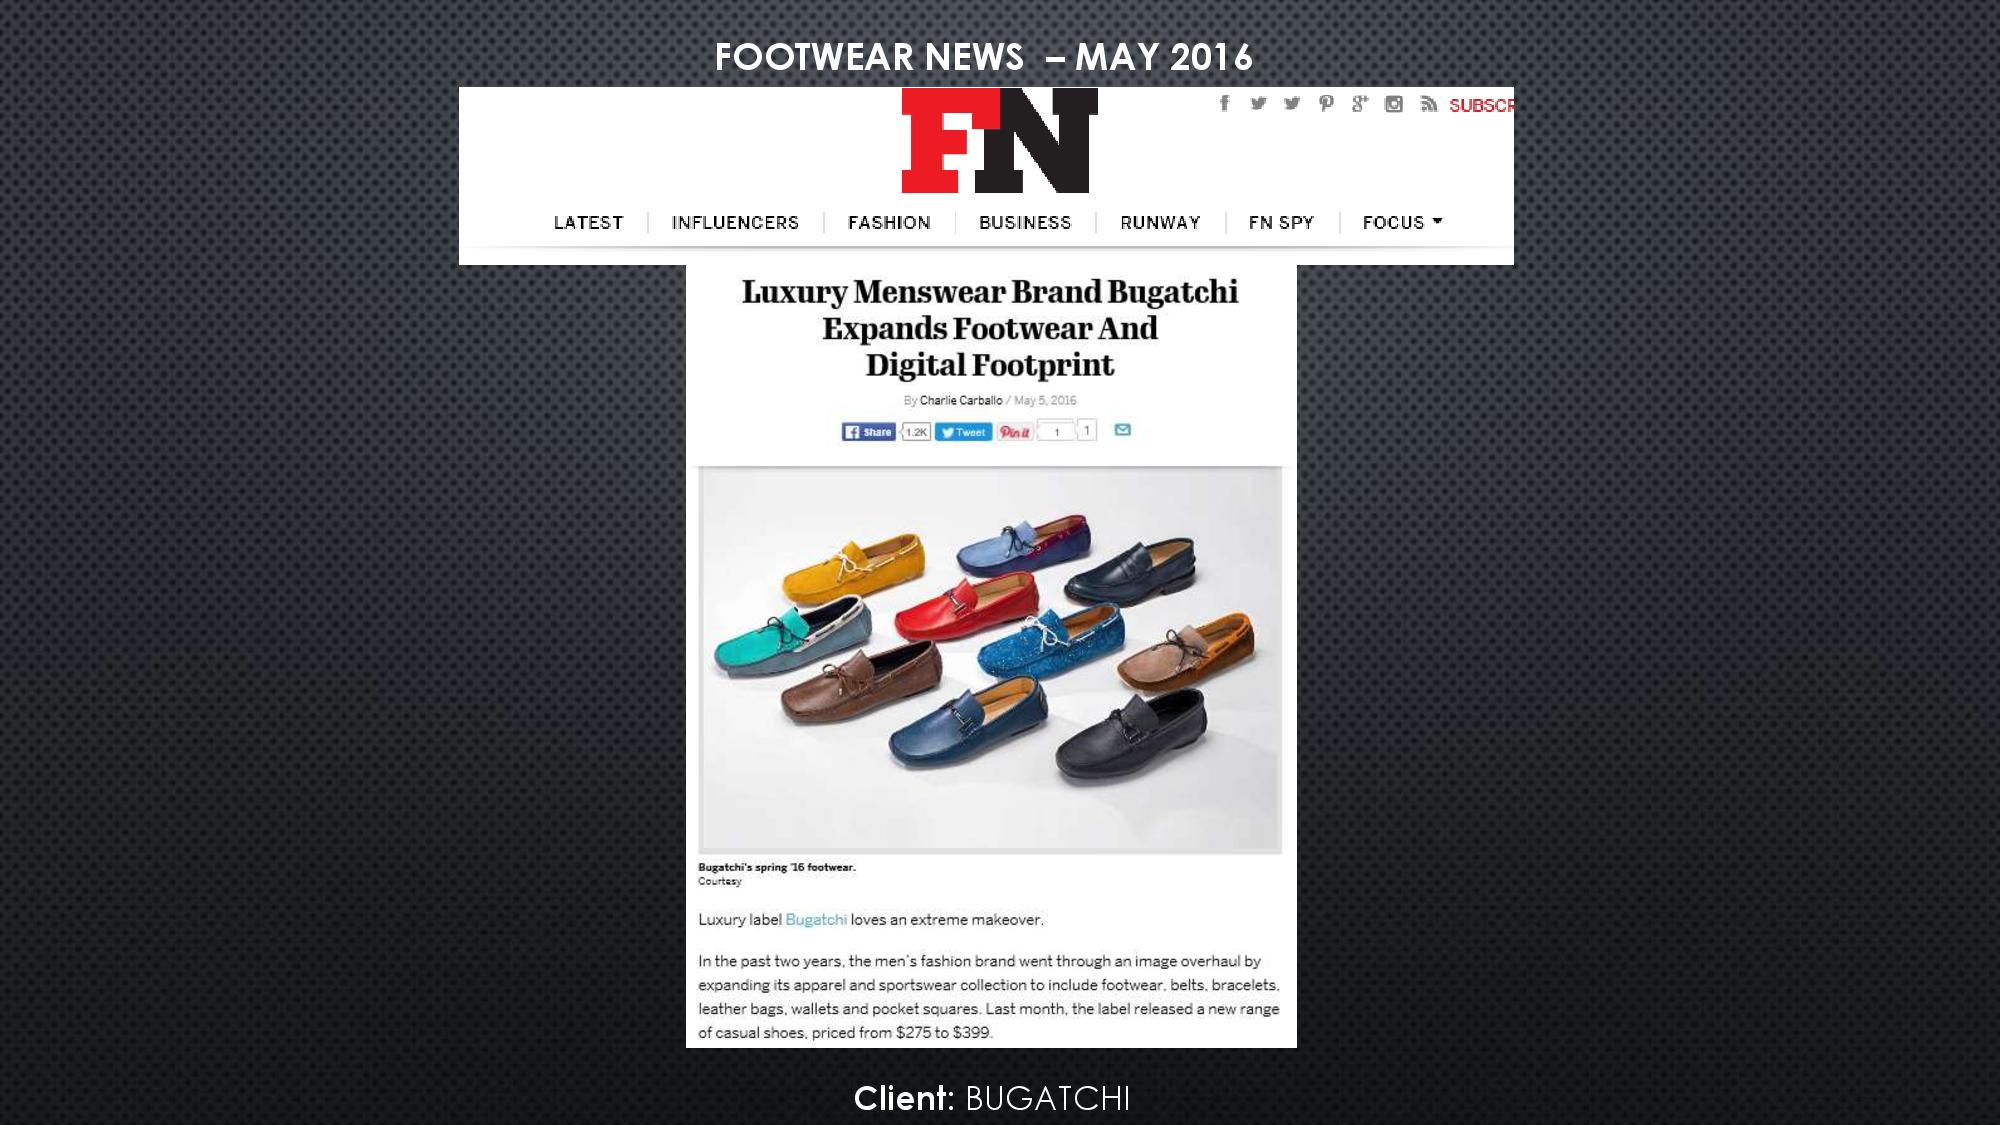 FOOTWEAR NEWS – MAY 2016
FN
SUBSCR
LATEST INFLUENCERS FASHION BUSINESS RUNWAY FN SPY FOCUS
Luxury Menswear Brand Bugatchi
Expands Footwear And
Digital Footprint
By Charlie Carballo / May 5, 2016
Share 1.2K Tweet Pin it 1 1
Bugatchi's spring '16 footwear.
Courtesy
Luxury label Bugatchi loves an extreme makeover.
In the past two years, the men's fashion brand went through an image overhaul by
expanding its apparel and sportswear collection to include footwear, belts, bracelets,
leather bags, wallets and pocket squares. Last month, the label released a new range
of casual shoes, priced from $275 to $399.
Client: BUGATCHI